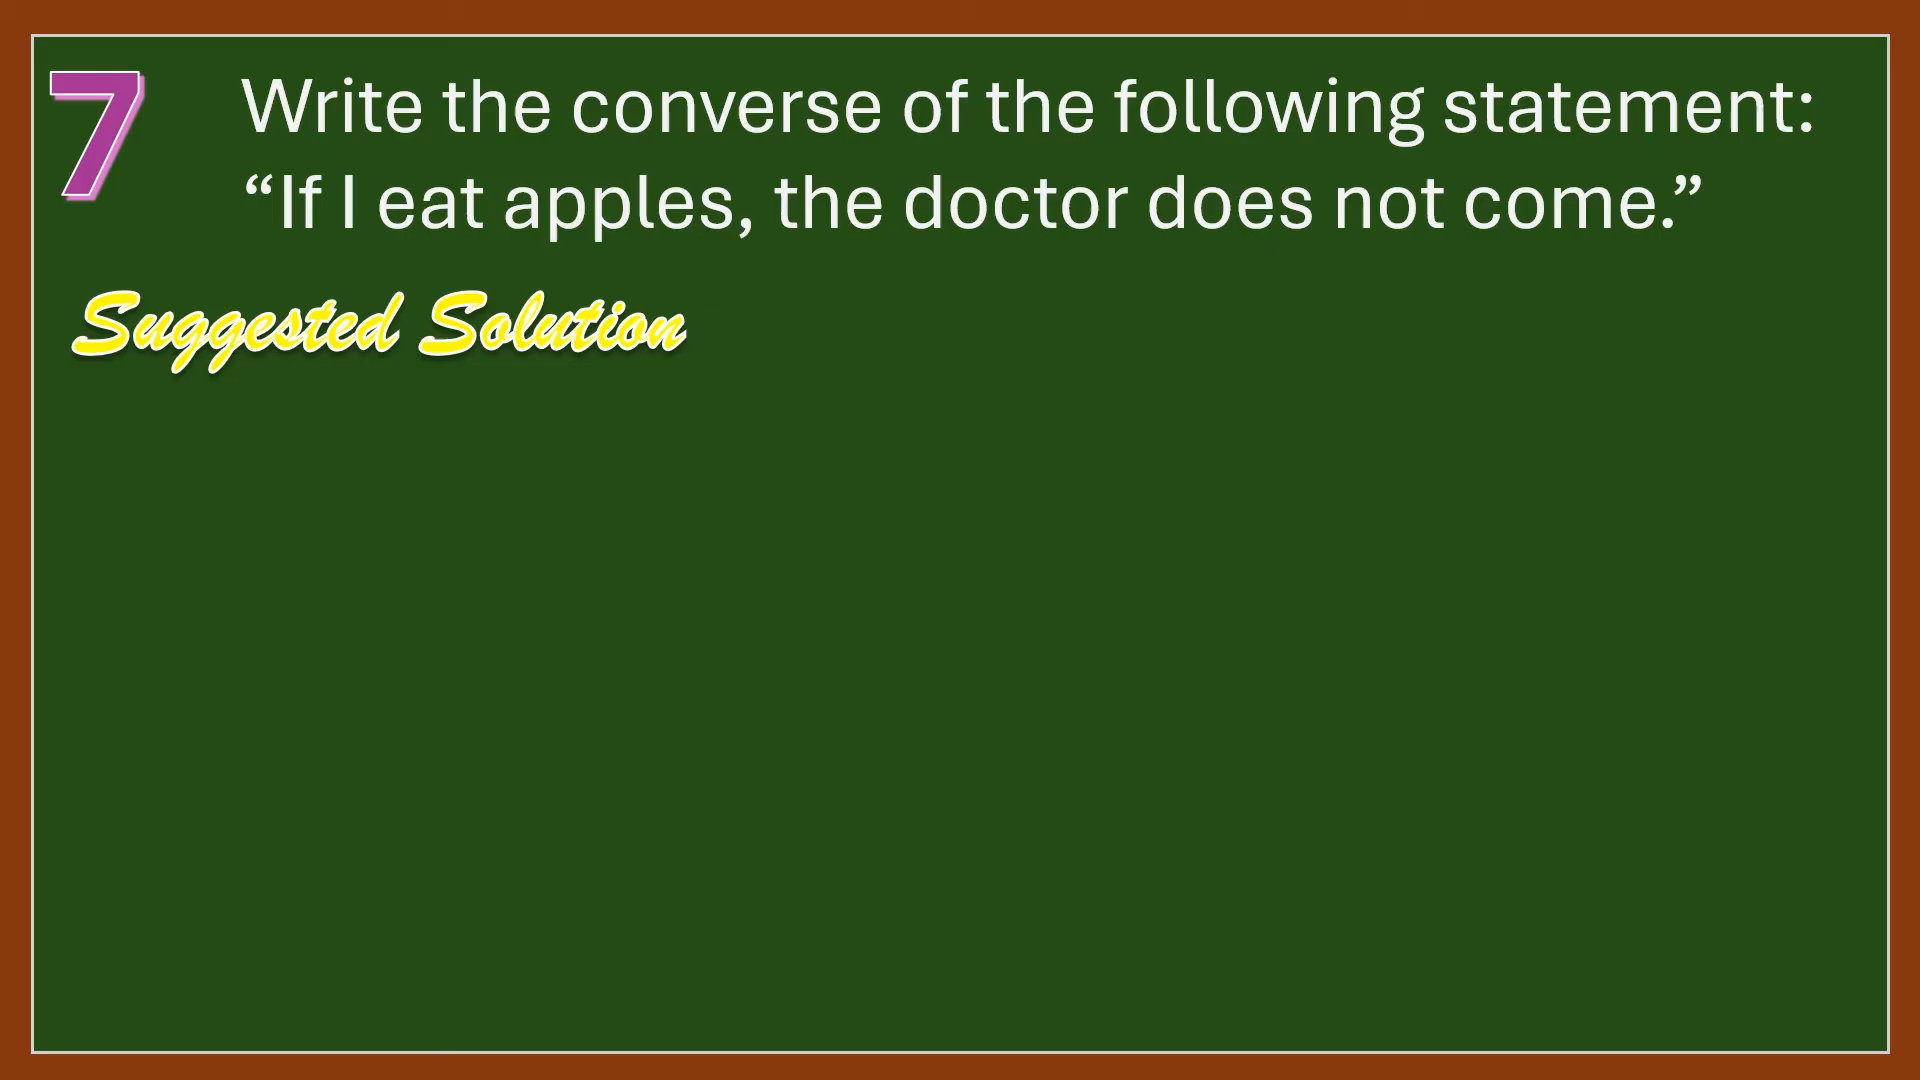 7
Write the converse of the following statement:
“If I eat apples, the doctor does not come.”
Suggested Solution